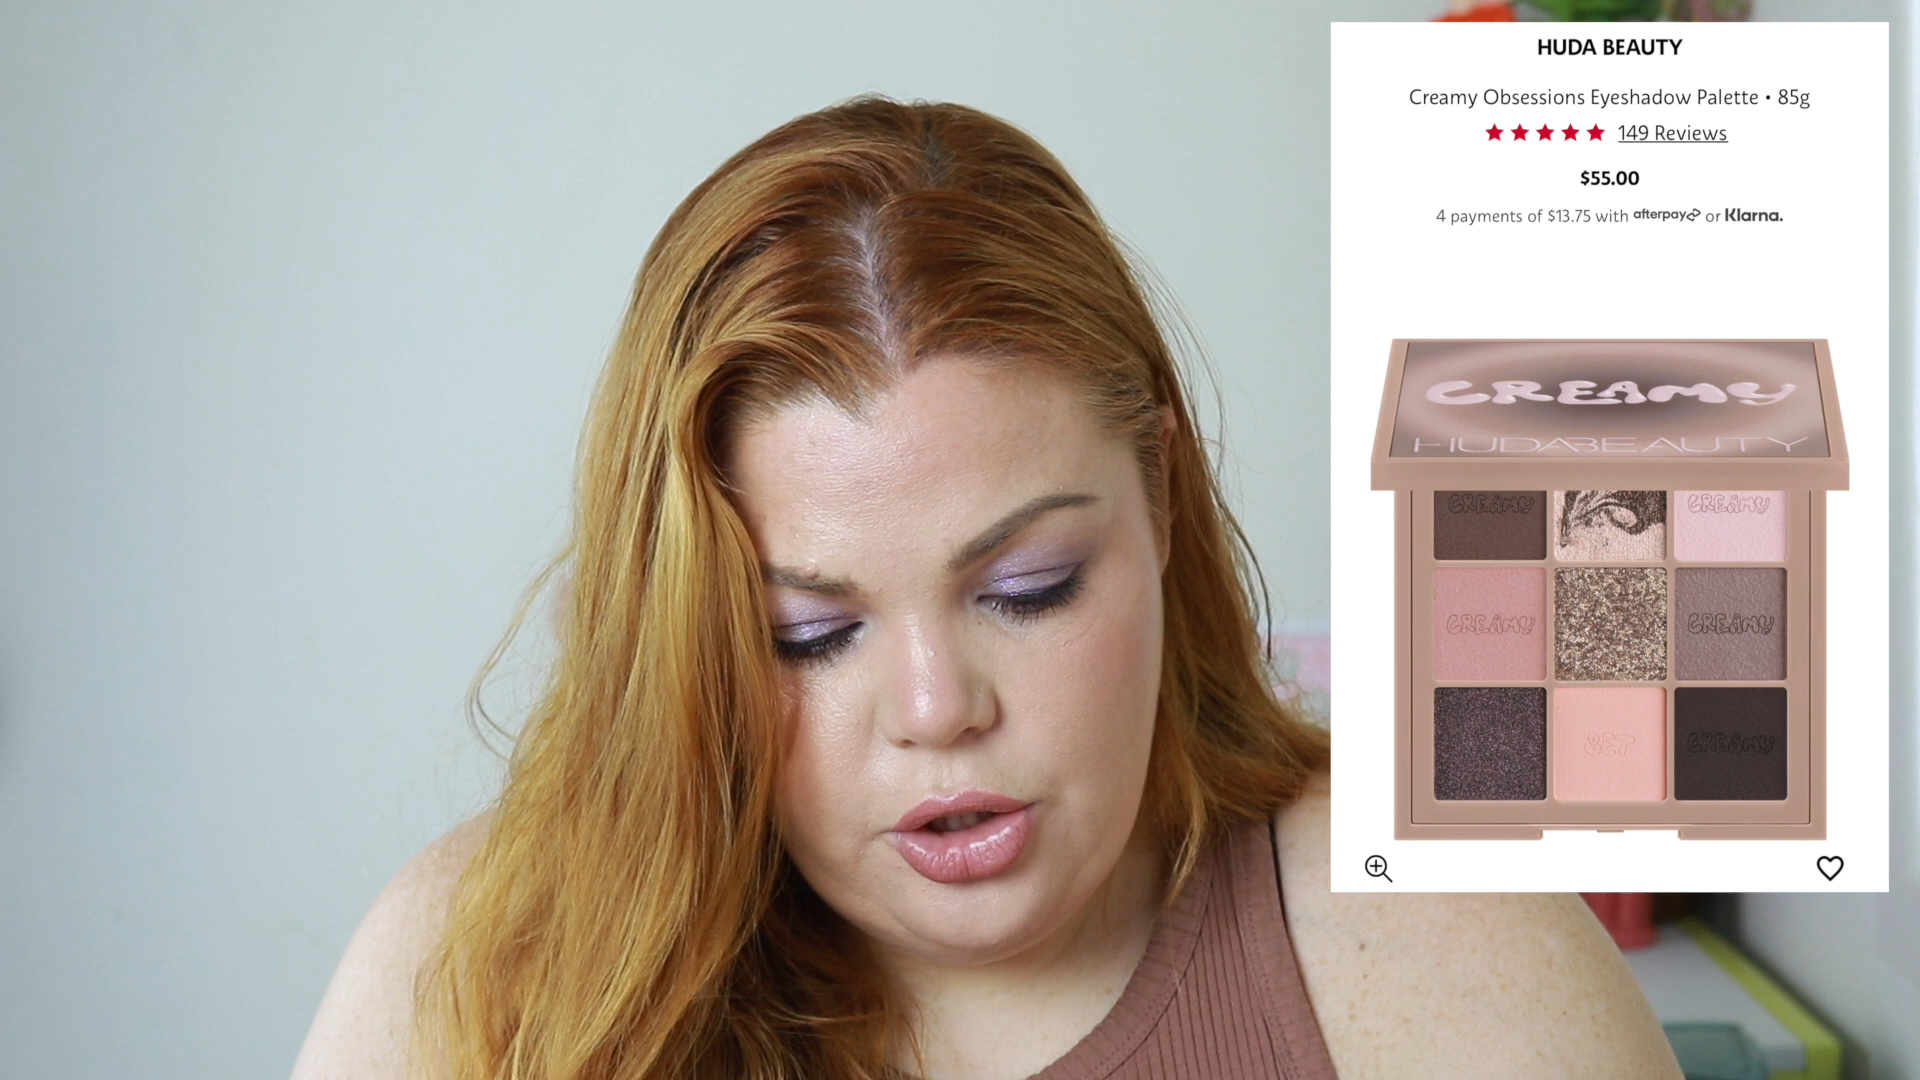 HUDA BEAUTY
Creamy Obsessions Eyeshadow Palette • 85g
149 Reviews
$55.00
4 payments of $13.75 with afterpay or Klarna.
CREAMY
HUDABEAUTY
CREAMY CREAMY
CREAMY CREAMY
SET CREAMY